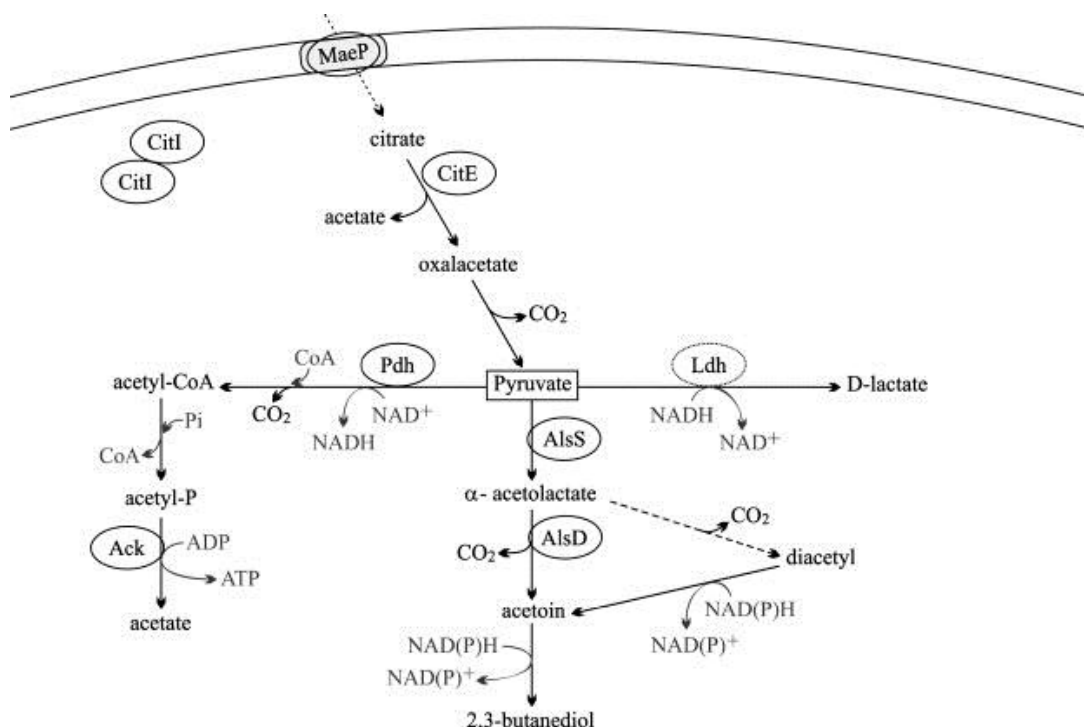 MaeP
citrate
CitI
CitI
CitE
acetate
oxalacetate
CO₂
Pdh
Ldh
CoA
acetyl-CoA
Pyruvate
D-lactate
CO₂
NAD⁺
NADH
NADH
NAD⁺
Pi
CoA
AlsS
acetyl-P
α- acetolactate
CO₂
Ack
ADP
ATP
CO₂
AlsD
diacetyl
acetate
acetoin
NAD(P)H
NAD(P)⁺
NAD(P)H
NAD(P)⁺
2,3-butanediol